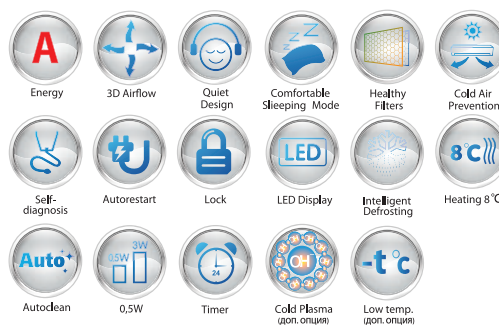 A
Energy
3D Airflow
Quiet
Design
Z Z Z
Comfortable
Slieeping Mode
Healthy
Filters
Cold Air
Prevention
Self-
diagnosis
Autorestart
Lock
LED
LED Display
Intelligent
Defrosting
8°C
Heating 8℃
Auto
Autoclean
0.5W 3W
0,5W
24
Timer
OH
Cold Plasma
(доп. опция)
-t°c
Low temp.
(доп. опция)